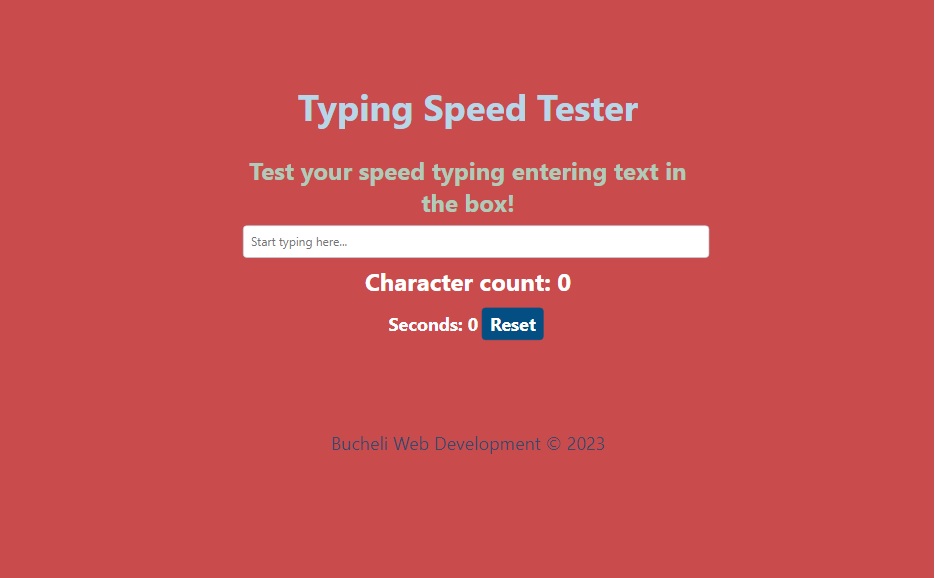 Typing Speed Tester
Test your speed typing entering text in
the box!
Start typing here...
Character count: 0
Seconds: 0 Reset
Bucheli Web Development © 2023